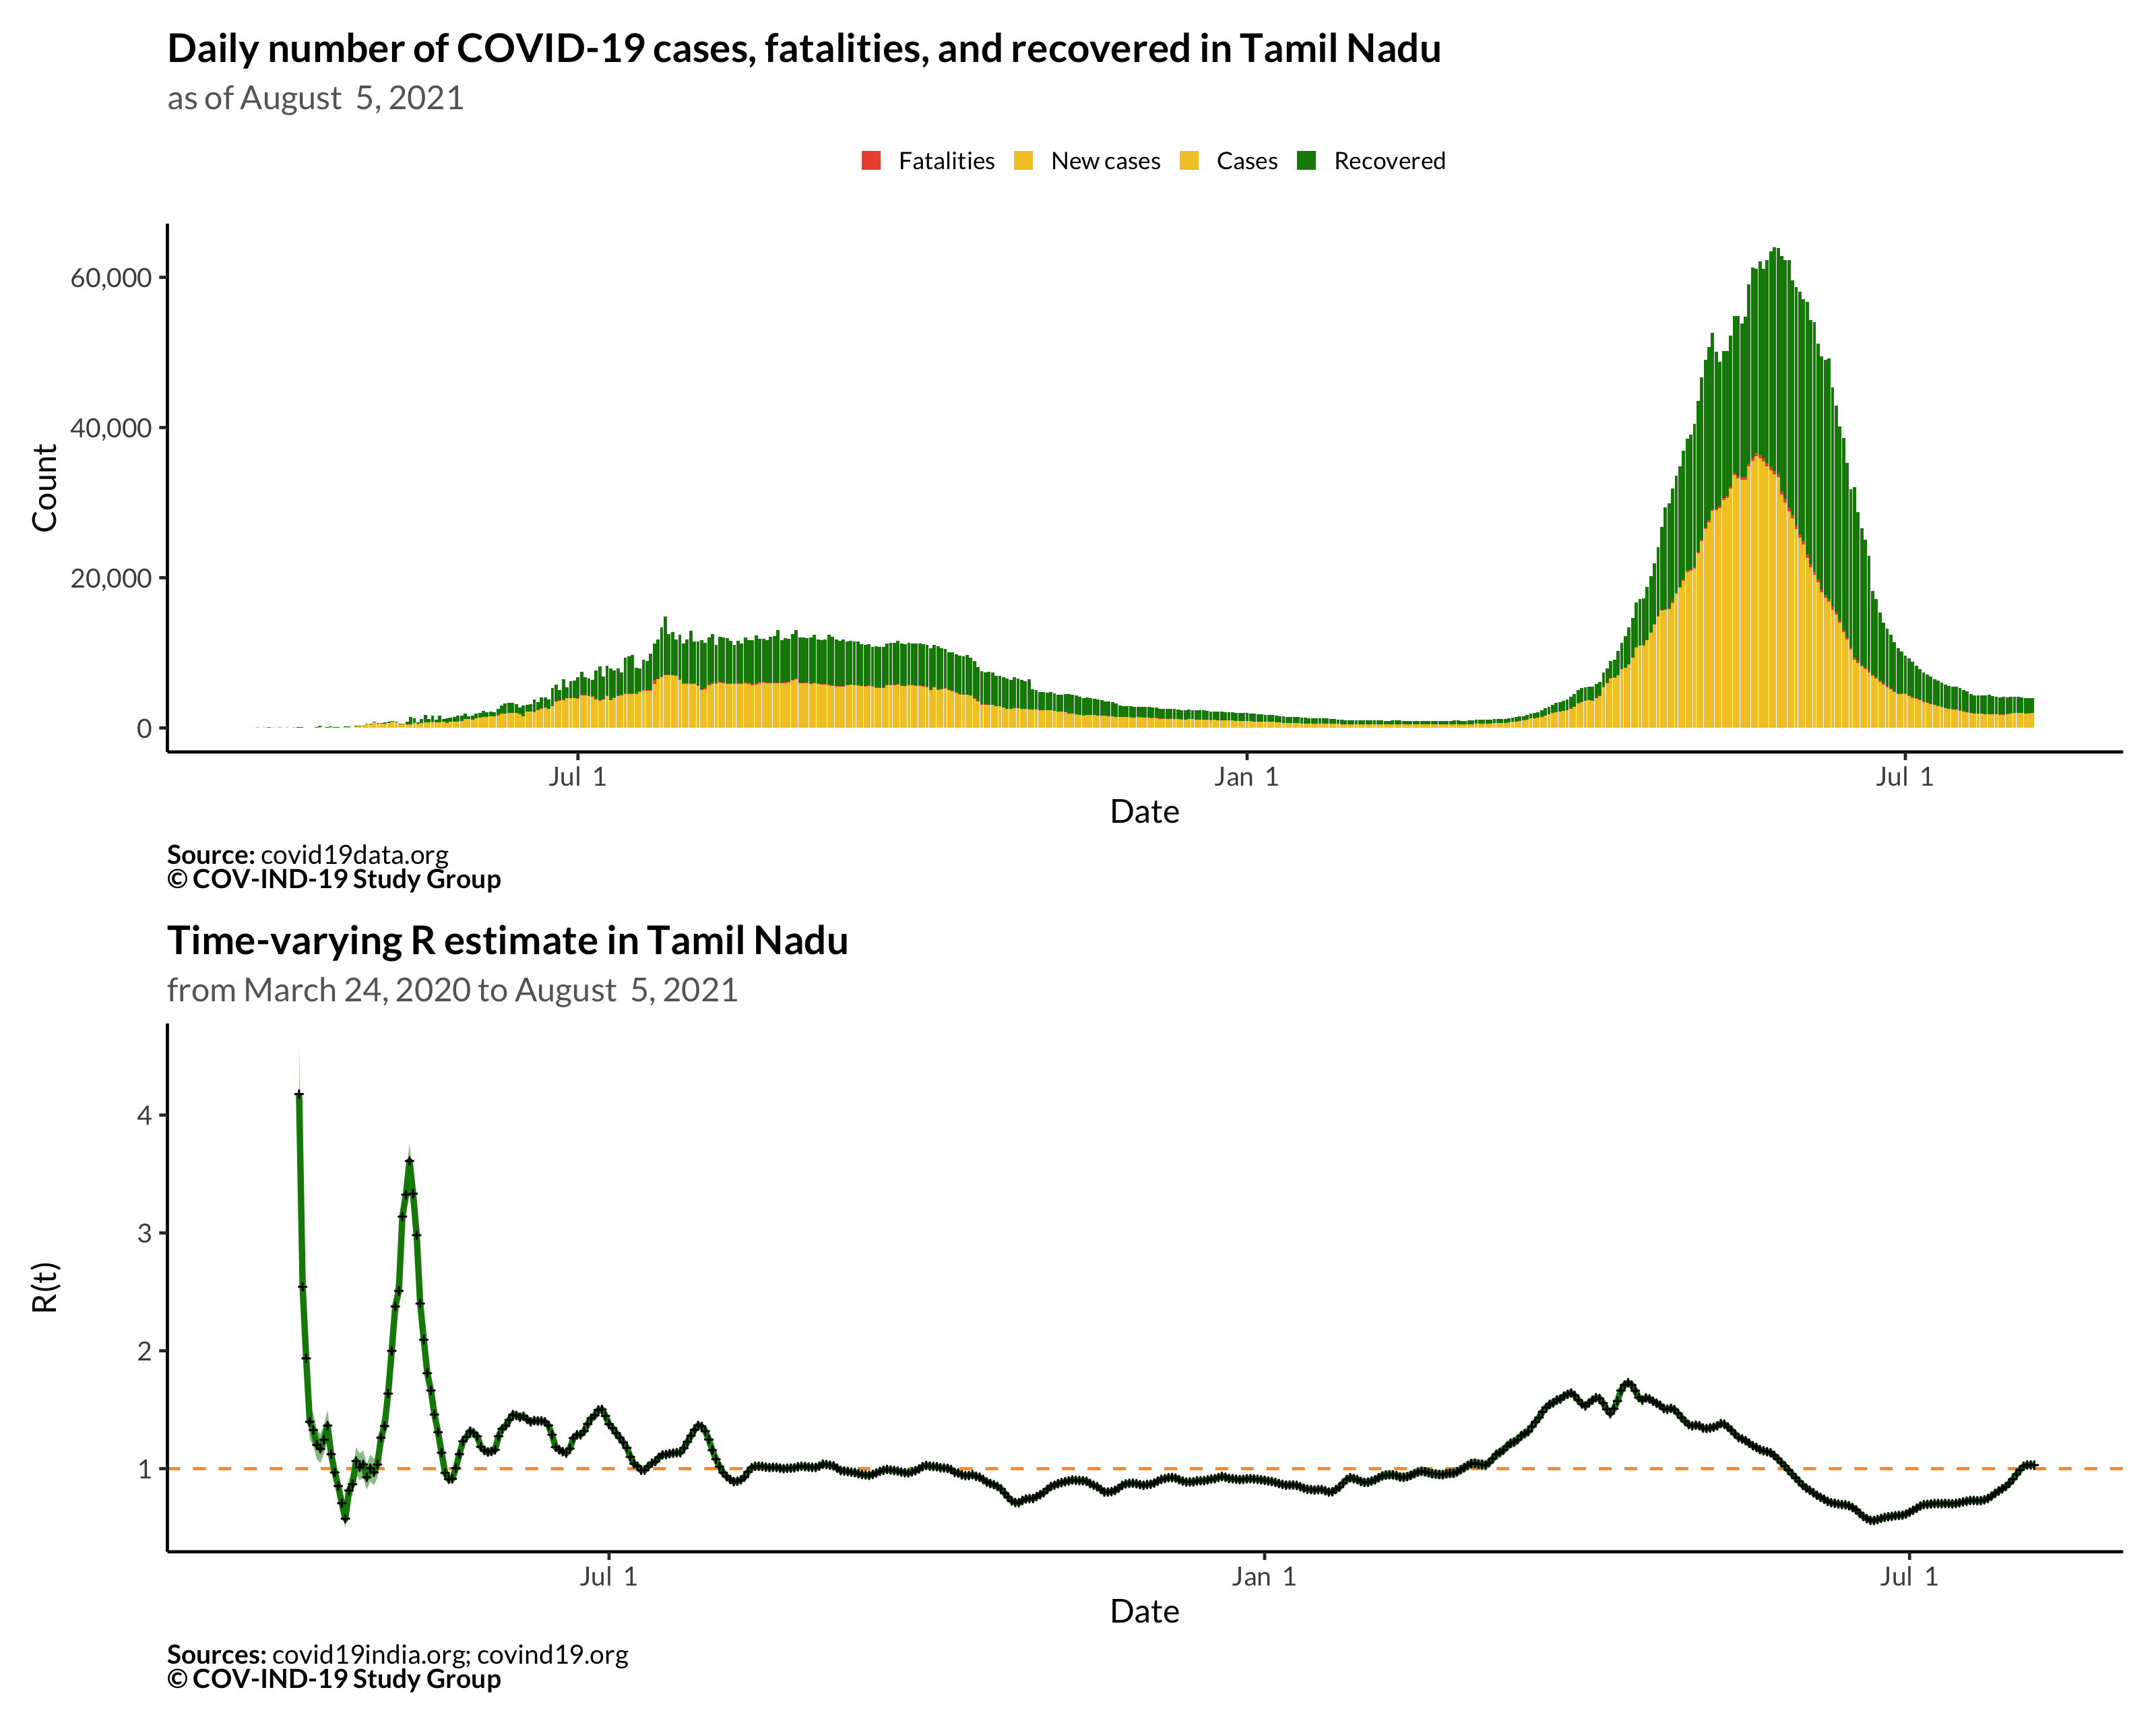 Daily number of COVID-19 cases, fatalities, and recovered in Tamil Nadu
as of August  5, 2021
Fatalities New cases Cases Recovered
60,000
40,000
20,000
0
Count
Jul  1 Jan  1 Jul  1
Date
Source: covid19data.org
© COV-IND-19 Study Group
Time-varying R estimate in Tamil Nadu
from March 24, 2020 to August  5, 2021
4
3
2
1
R(t)
Jul  1 Jan  1 Jul  1
Date
Sources: covid19india.org; covind19.org
© COV-IND-19 Study Group